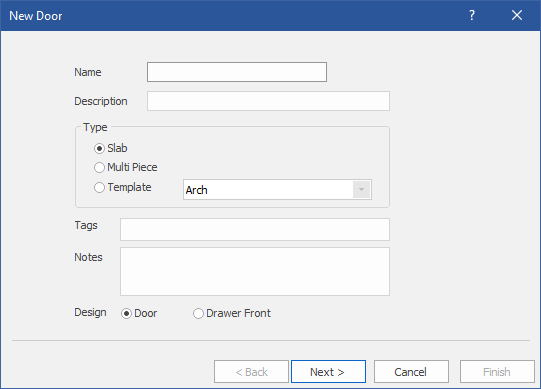 New Door ?
Name
Description
Type
Slab
Multi Piece
Template Arch
Tags
Notes
Design Door Drawer Front
< Back Next > Cancel Finish